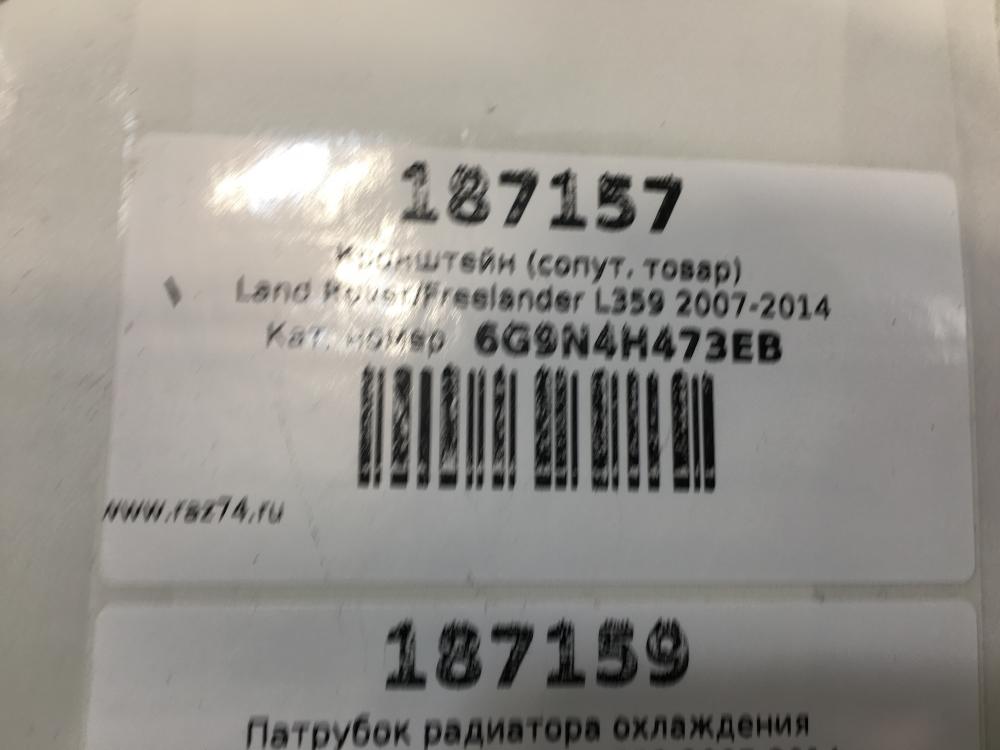 187157
Кронштейн (сопут. товар)
Land Rover/Freelander L359 2007-2014
Кат. номер 6G9N4H473EB
www.raz74.ru
187159
Патрубок радиатора охлаждения